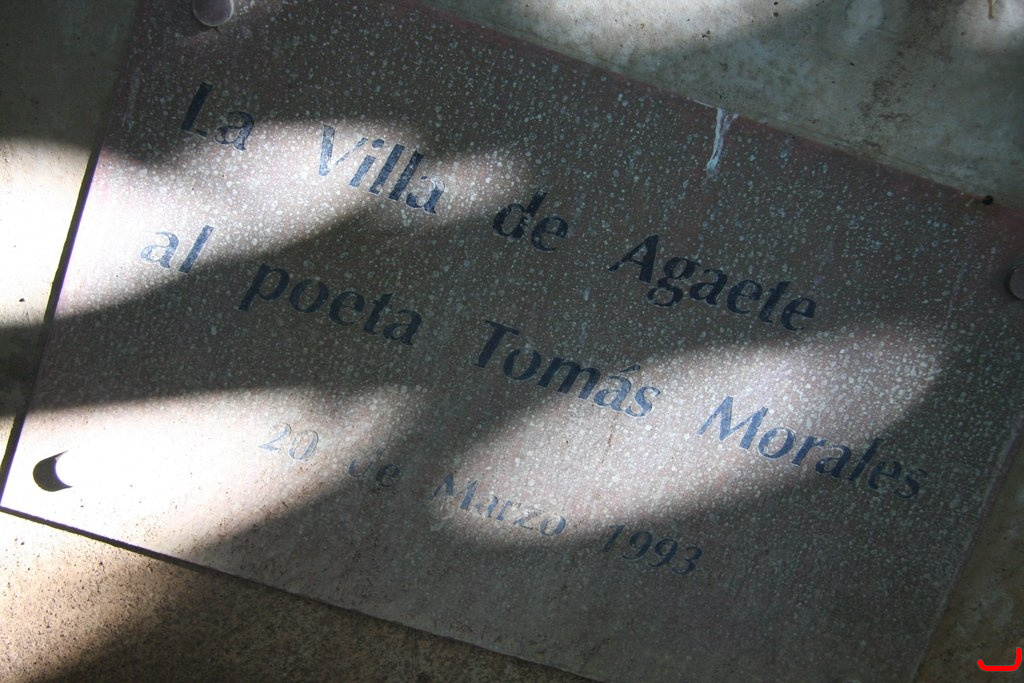 La Villa de Agaete
al poeta Tomás Morales
20 de Marzo 1993